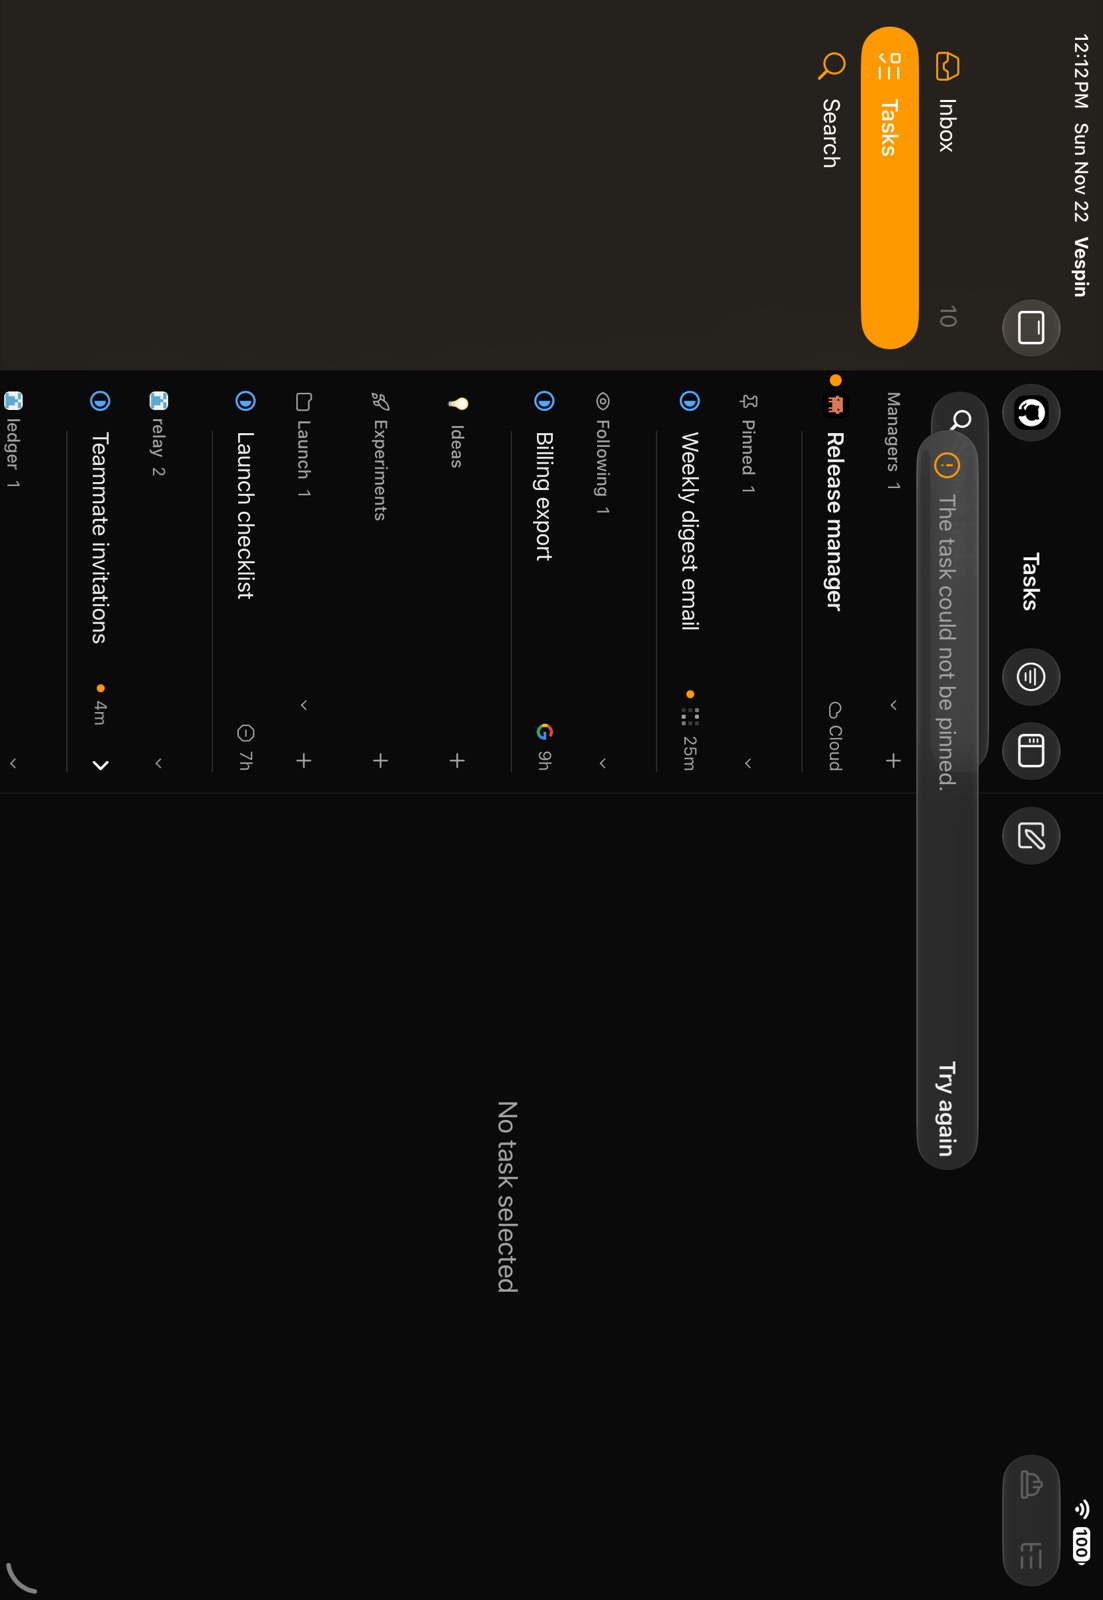 12:12 PM Sun Nov 22 Vespin
100
Tasks
Inbox 10
Tasks
Search
The task could not be pinned. Try again
Managers 1
Release manager Cloud
Pinned 1
Weekly digest email 25m
Following 1
Billing export 9h
Ideas
Experiments
Launch 1
Launch checklist 7h
relay 2
Teammate invitations 4m
ledger 1
No task selected